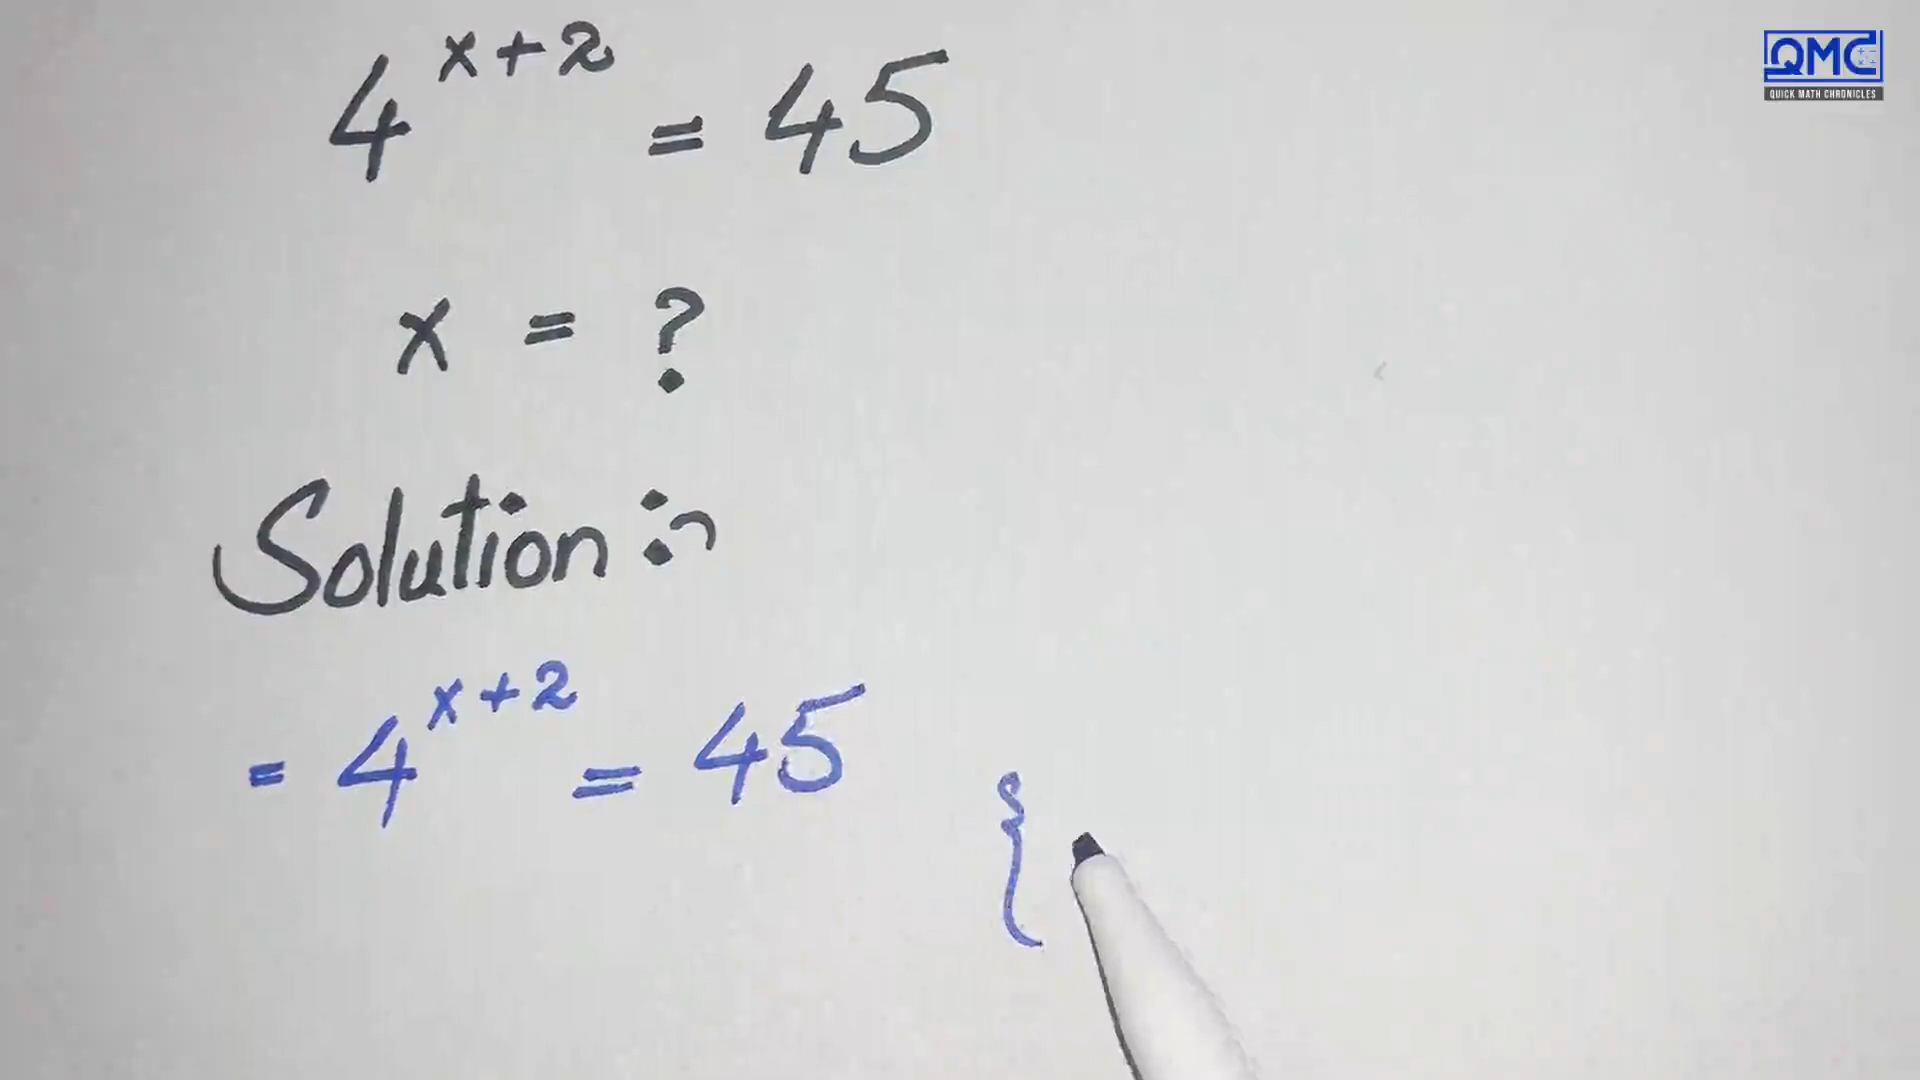 4^{x+2} = 45
QMC
QUICK MATH CHRONICLES
x = ?
Solution :-
= 4^{x+2} = 45
{